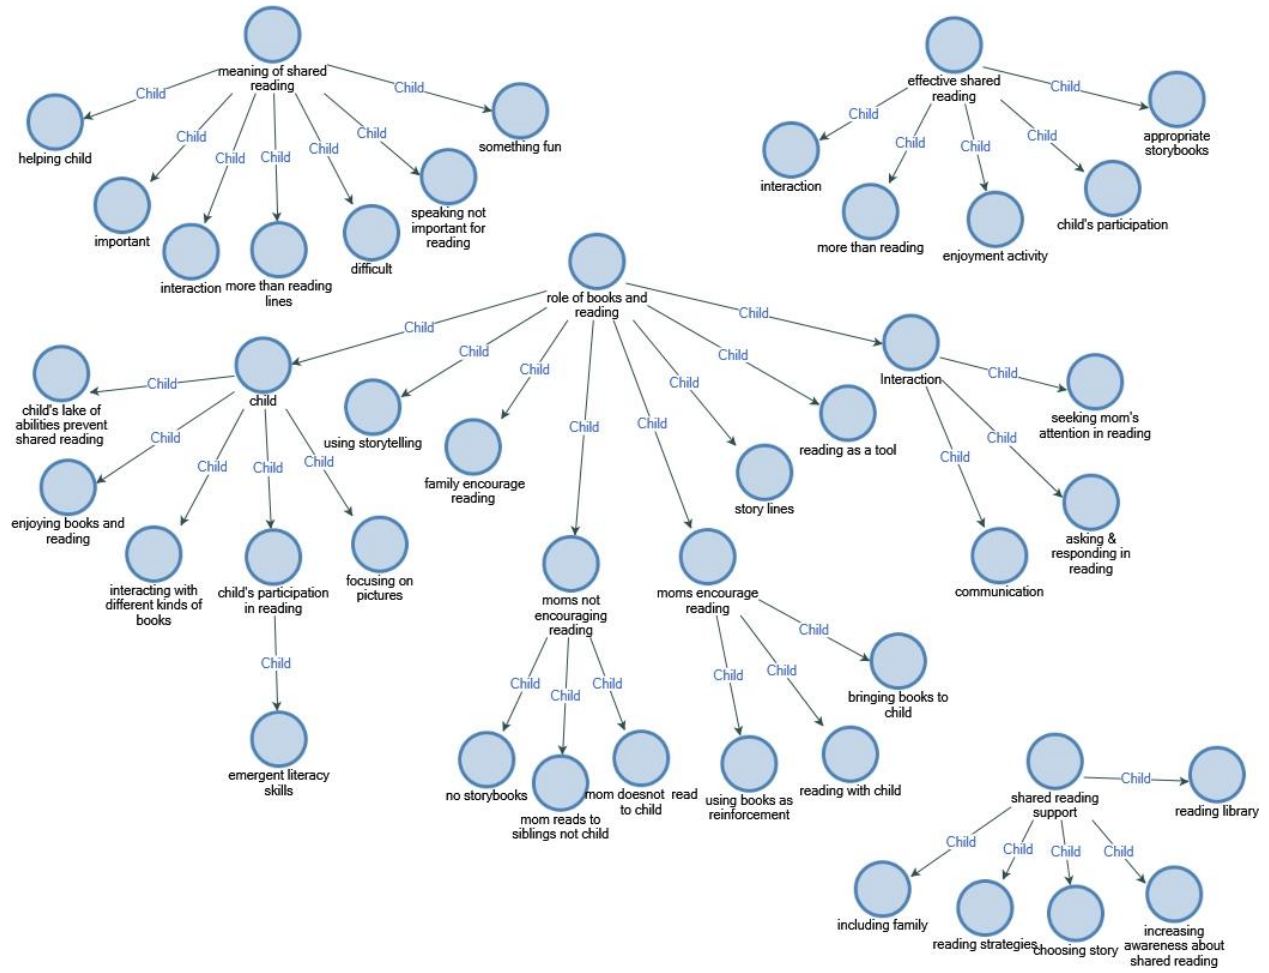 meaning of shared
reading
Child
Child
Child
Child
Child
Child
Child
helping child
important
interaction
more than reading
lines
difficult
speaking not
important for
reading
something fun
effective shared
reading
Child
Child
Child
Child
Child
interaction
more than reading
enjoyment activity
child's participation
appropriate
storybooks
role of books and
reading
Child
Child
Child
Child
Child
Child
Child
Child
child
Child
Child
Child
Child
Child
child's lake of
abilities prevent
shared reading
enjoying books and
reading
interacting with
different kinds of
books
child's participation
in reading
focusing on
pictures
Child
emergent literacy
skills
using storytelling
family encourage
reading
moms not
encouraging
reading
Child
Child
Child
no storybooks
mom reads to
siblings not child
mom doesnot read
to child
moms encourage
reading
Child
Child
Child
using books as
reinforcement
reading with child
bringing books to
child
story lines
reading as a tool
Interaction
Child
Child
Child
communication
asking &
responding in
reading
seeking mom's
attention in reading
shared reading
support
Child
Child
Child
Child
Child
including family
reading strategies
choosing story
increasing
awareness about
shared reading
reading library